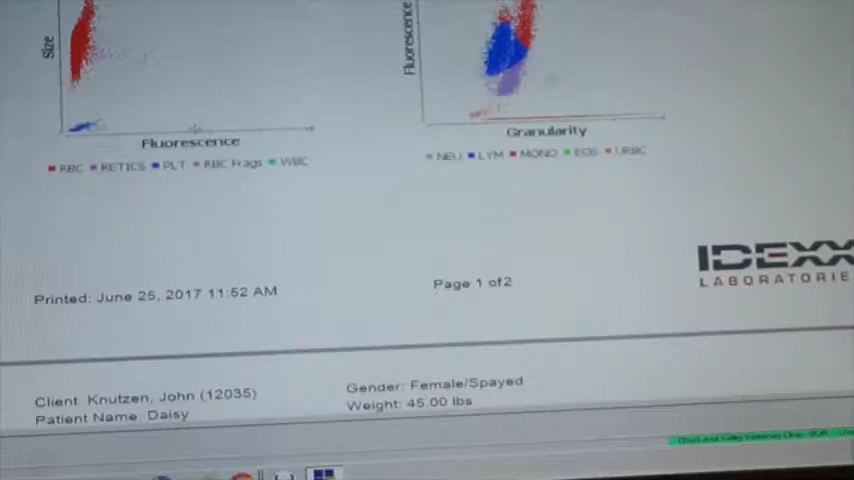 Size
Fluorescence
Fluorescence
Granularity
RBC RETICS PLT RBC Frags WBC
NEU LYM MONO EOS URBC
Printed: June 25, 2017 11:52 AM
Page 1 of 2
IDEXX
LABORATORIE
Client: Knutzen, John (12035)
Patient Name: Daisy
Gender: Female/Spayed
Weight: 45.00 lbs